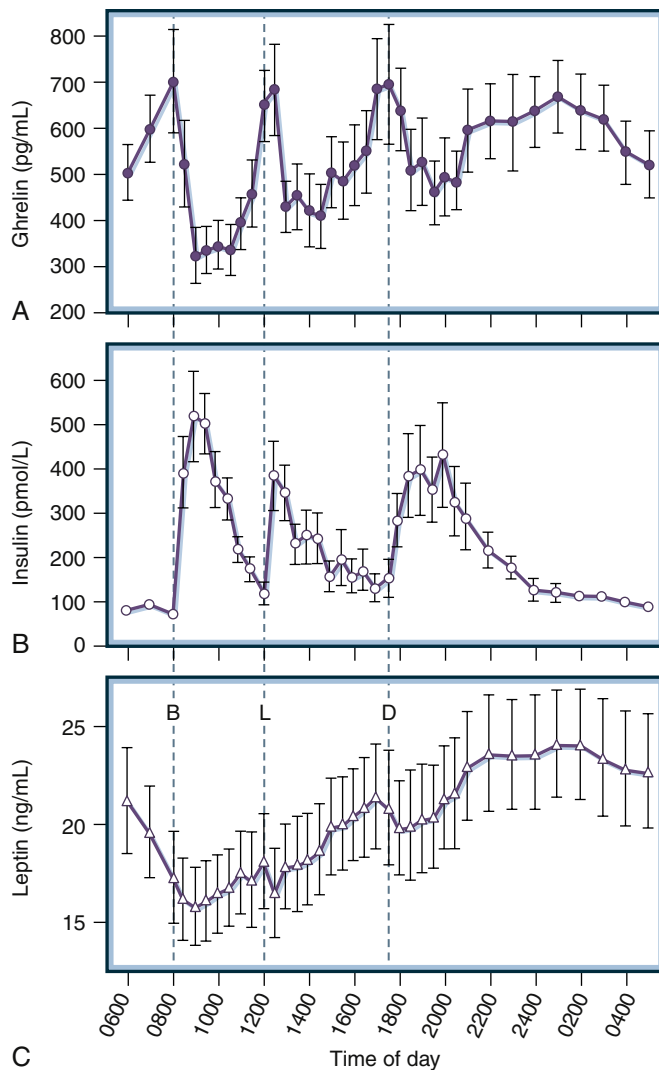 800
700
600
500
400
300
200
Ghrelin (pg/mL)
A
600
500
400
300
200
100
0
Insulin (pmol/L)
B
B L D
25
20
15
Leptin (ng/mL)
0600 0800 1000 1200 1400 1600 1800 2000 2200 2400 0200 0400
Time of day
C